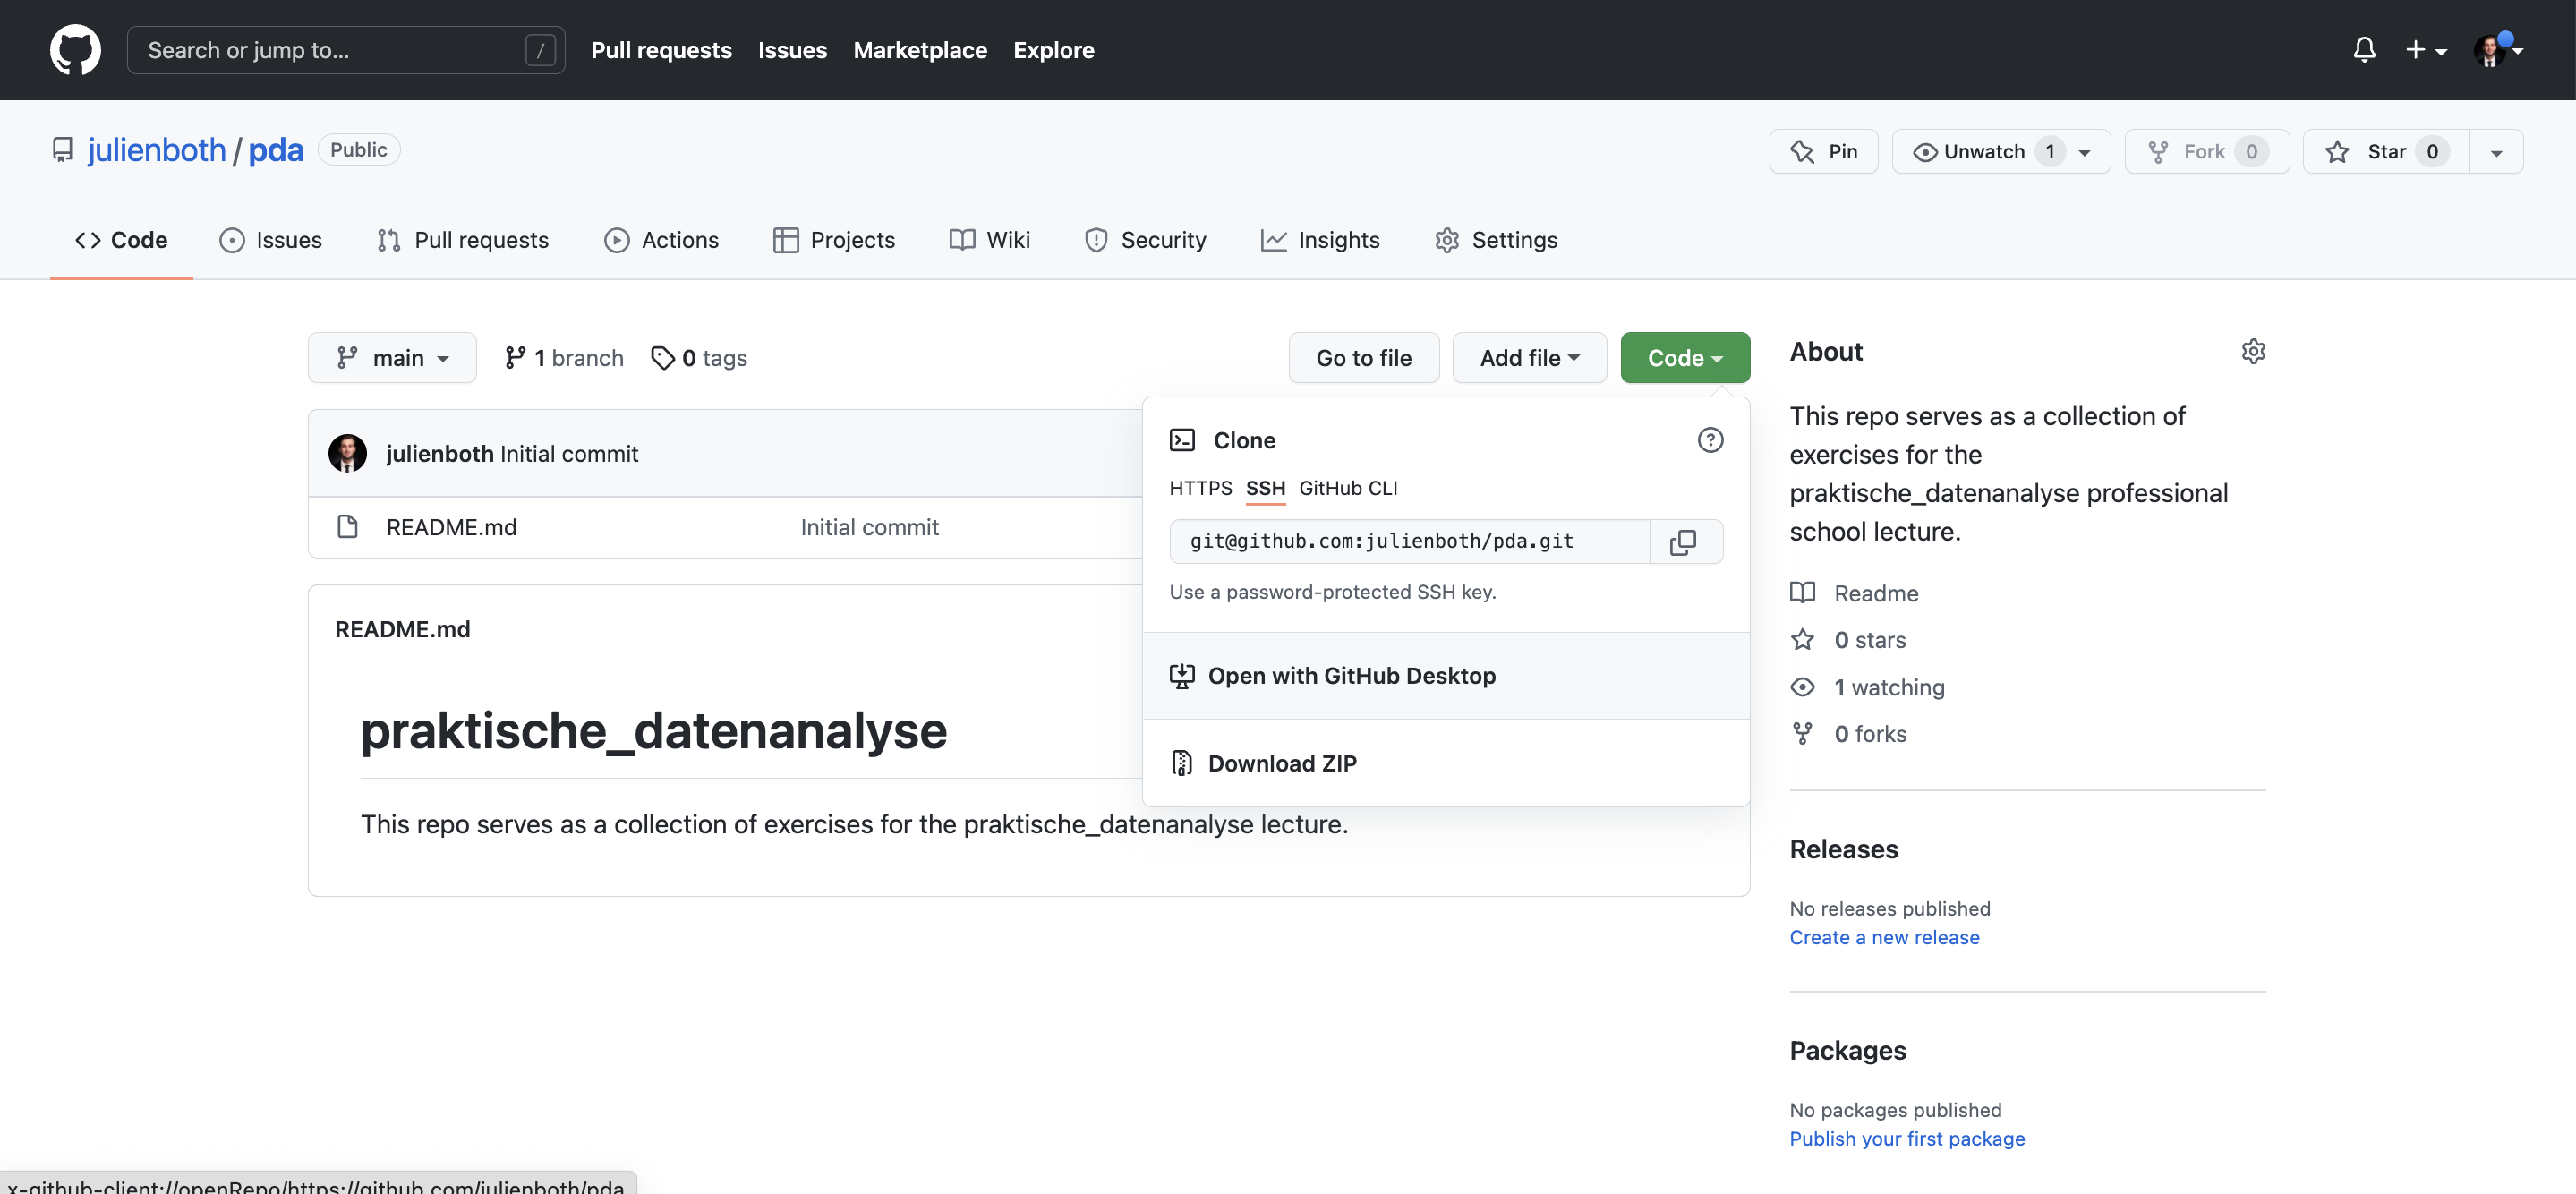 Search or jump to...
/
Pull requests
Issues
Marketplace
Explore
julienboth / pda
Public
Pin
Unwatch 1
Fork 0
Star 0
Code
Issues
Pull requests
Actions
Projects
Wiki
Security
Insights
Settings
main
1 branch
0 tags
Go to file
Add file
Code
julienboth Initial commit
README.md
Initial commit
Clone
HTTPS
SSH
GitHub CLI
git@github.com:julienboth/pda.git
Use a password-protected SSH key.
Open with GitHub Desktop
Download ZIP
README.md
praktische_datenanalyse
This repo serves as a collection of exercises for the praktische_datenanalyse lecture.
About
This repo serves as a collection of
exercises for the
praktische_datenanalyse professional
school lecture.
Readme
0 stars
1 watching
0 forks
Releases
No releases published
Create a new release
Packages
No packages published
Publish your first package
x-github-client://openRepo/https://github.com/julienboth/pda